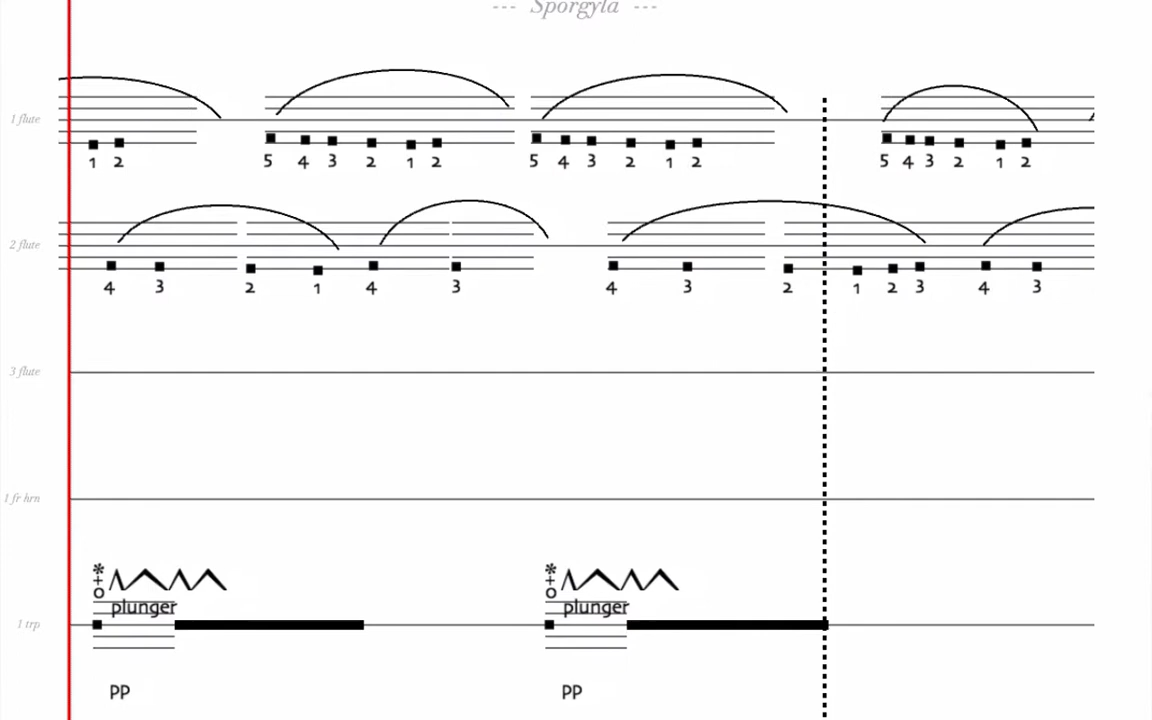 --- Sporgyla ---
1 flute
1 2 5 4 3 2 1 2 5 4 3 2 1 2 5 4 3 2 1 2
2 flute
4 3 2 1 4 3 4 3 2 1 2 3 4 3
3 flute
1 fr hrn
* *
+ +
o o
plunger plunger
1 trp
PP PP